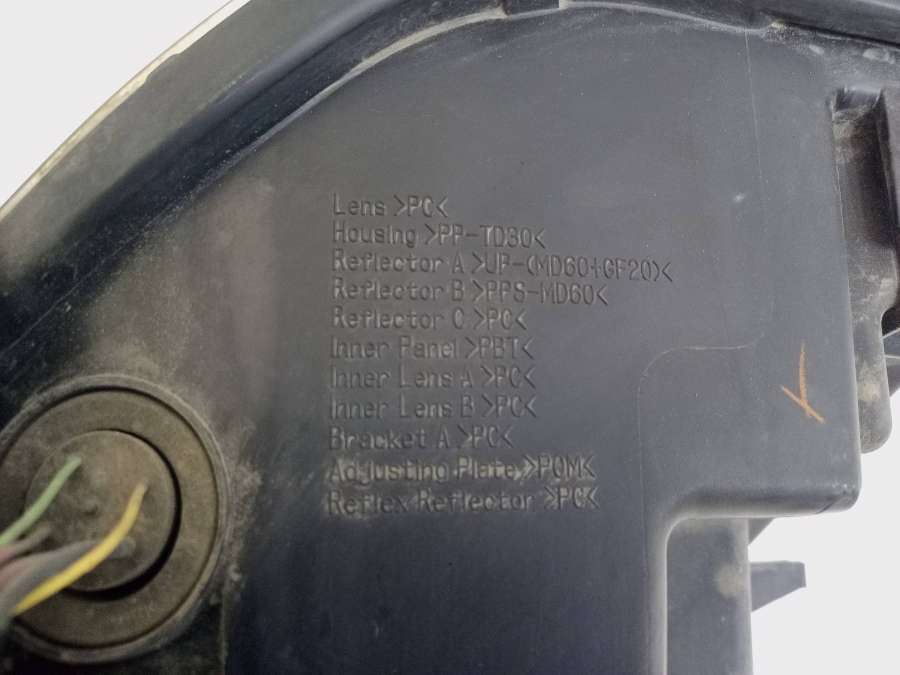 Lens >PC<
Housing >PP-TD30<
Reflector A >UP-(MD60+GF20)<
Reflector B >PPS-MD60<
Reflector C >PC<
Inner Panel >PBT<
Inner Lens A >PC<
Inner Lens B >PC<
Bracket A >PC<
Adjusting Plate >POM<
Reflex Reflector >PC<